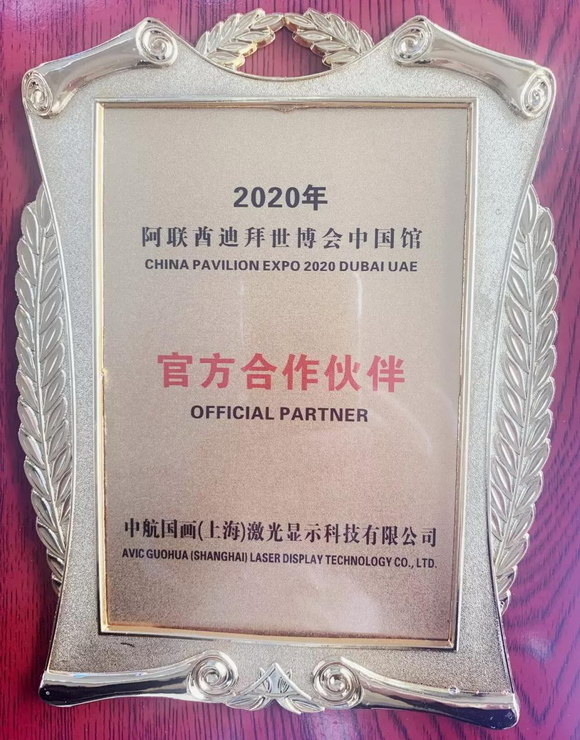 2020年
阿联酋迪拜世博会中国馆
CHINA PAVILION EXPO 2020 DUBAI UAE
官方合作伙伴
OFFICIAL PARTNER
中航国画(上海)激光显示科技有限公司
AVIC GUOHUA (SHANGHAI) LASER DISPLAY TECHNOLOGY CO., LTD.